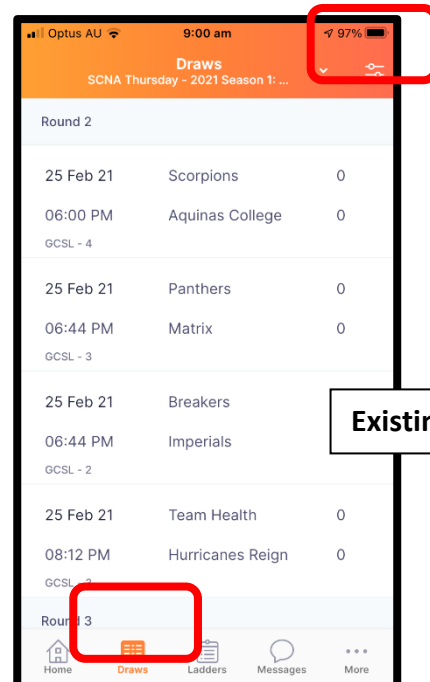 Optus AU 9:00 am 97%
Draws
SCNA Thursday - 2021 Season 1: ...
Round 2
25 Feb 21 Scorpions 0
06:00 PM Aquinas College 0
GCSL - 4
25 Feb 21 Panthers 0
06:44 PM Matrix 0
GCSL - 3
25 Feb 21 Breakers
06:44 PM Imperials
GCSL - 2
25 Feb 21 Team Health 0
08:12 PM Hurricanes Reign 0
GCSL
Round 3
Home Draws Ladders Messages More